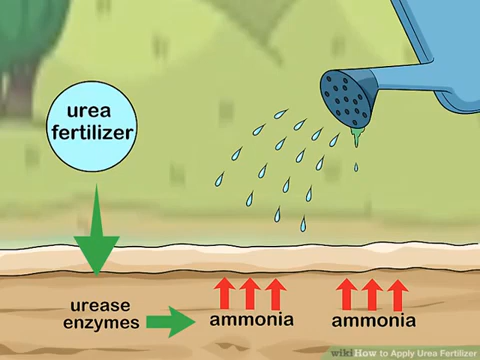 urea
fertilizer
urease
enzymes
ammonia
ammonia
wikiHow to Apply Urea Fertilizer